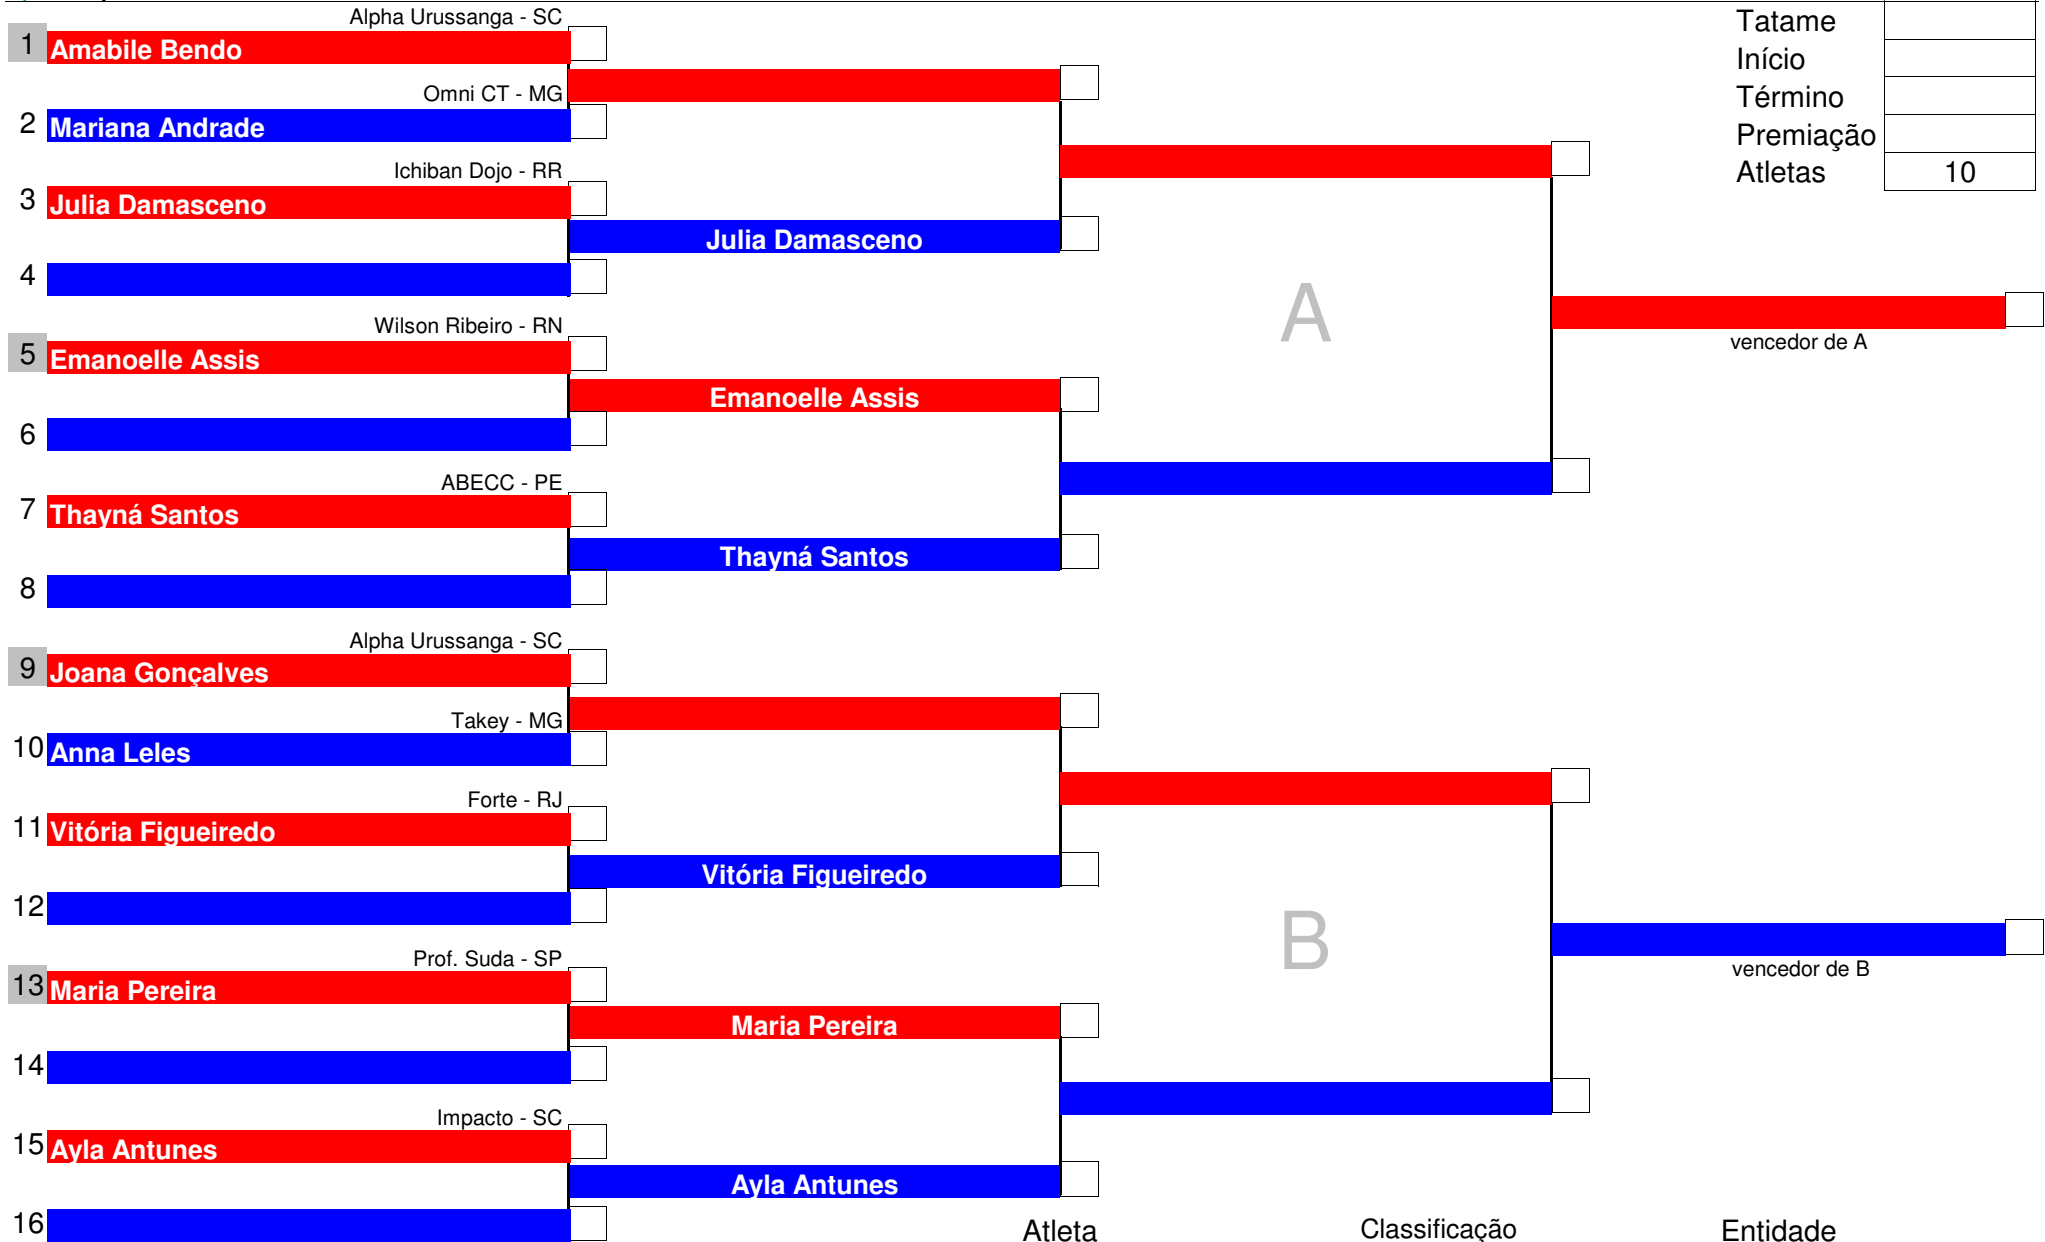 Alpha Urussanga - SC
1 Amabile Bendo
Omni CT - MG
2 Mariana Andrade
Ichiban Dojo - RR
3 Julia Damasceno
Julia Damasceno
4
Wilson Ribeiro - RN
5 Emanoelle Assis
Emanoelle Assis
6
ABECC - PE
7 Thayná Santos
Thayná Santos
8
Alpha Urussanga - SC
9 Joana Gonçalves
Takey - MG
10 Anna Leles
Forte - RJ
11 Vitória Figueiredo
Vitória Figueiredo
12
Prof. Suda - SP
13 Maria Pereira
Maria Pereira
14
Impacto - SC
15 Ayla Antunes
Ayla Antunes
16
A
B
Tatame
Início
Término
Premiação
Atletas 10
vencedor de A
vencedor de B
Atleta Classificação Entidade